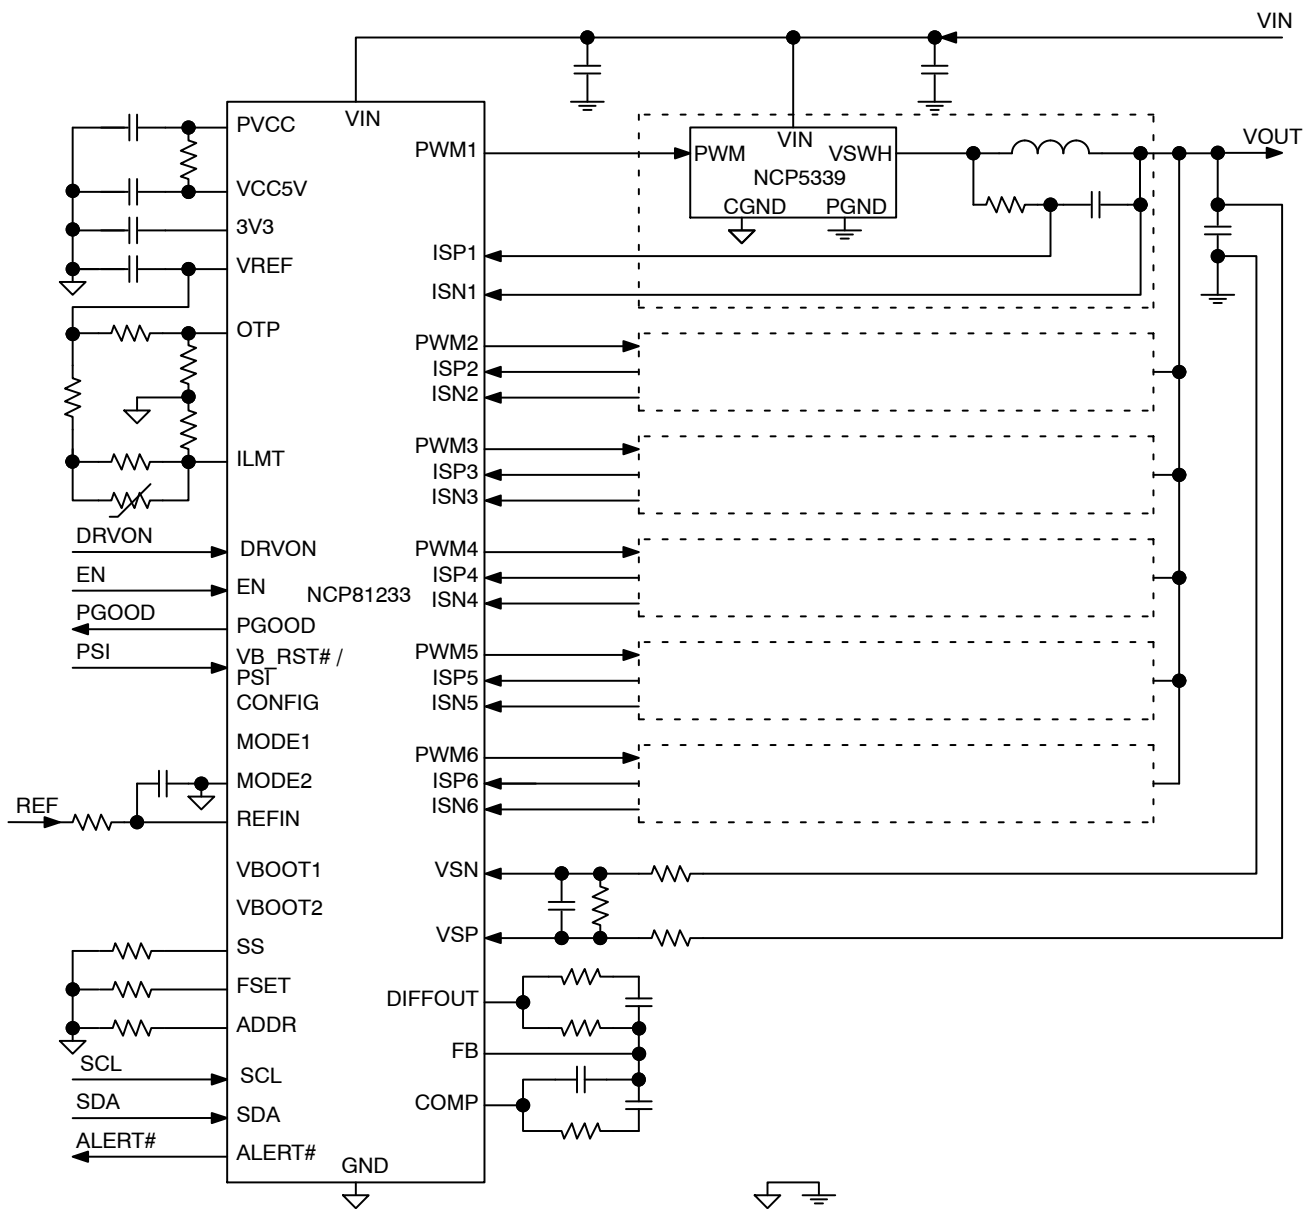 VIN
VIN
PVCC
PWM1
VIN
PWM
VSWH
VOUT
NCP5339
VCC5V
CGND
PGND
3V3
ISP1
VREF
ISN1
OTP
PWM2
ISP2
ISN2
PWM3
ILMT
ISP3
ISN3
DRVON
DRVON
PWM4
EN
EN
ISP4
NCP81233
ISN4
PGOOD
PGOOD
PSI
VB_RST# /
PSI
PWM5
ISP5
CONFIG
ISN5
MODE1
PWM6
MODE2
ISP6
REF
REFIN
ISN6
VBOOT1
VSN
VBOOT2
VSP
SS
FSET
DIFFOUT
ADDR
FB
SCL
SCL
COMP
SDA
SDA
ALERT#
ALERT#
GND